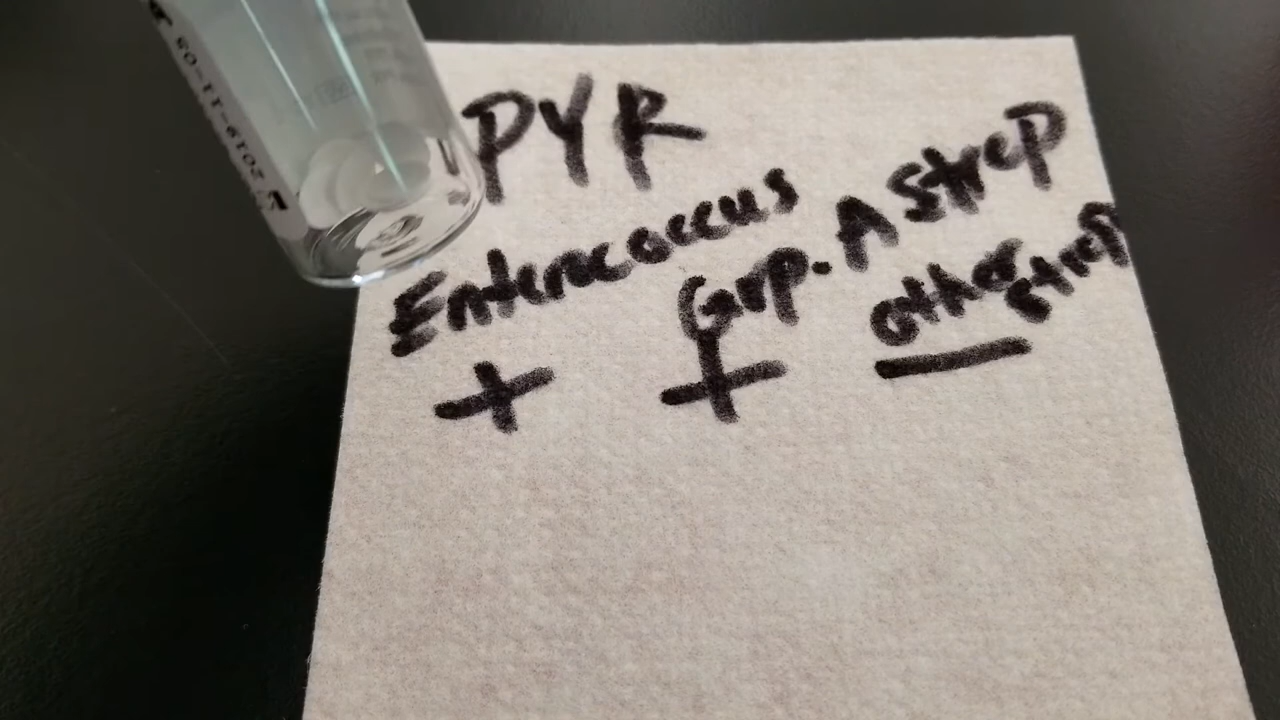 PYR
Enterococcus Grp. A Strep other strep
+ + −